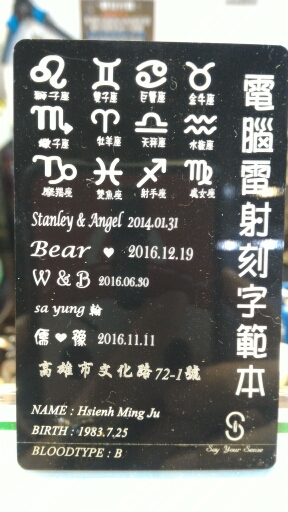 電腦雷射刻字範本
獅子座 雙子座 巨蟹座 金牛座
蠍子座 牡羊座 天秤座 水瓶座
摩羯座 雙魚座 射手座 處女座
Stanley & Angel 2014.01.31
Bear ♥ 2016.12.19
W & B 2016.06.30
sa yung 輪
儒 ♥ 豫 2016.11.11
高雄市文化路72-1號
NAME : Hsienh Ming Ju
BIRTH : 1983.7.25
BLOODTYPE : B
Say Your Sense